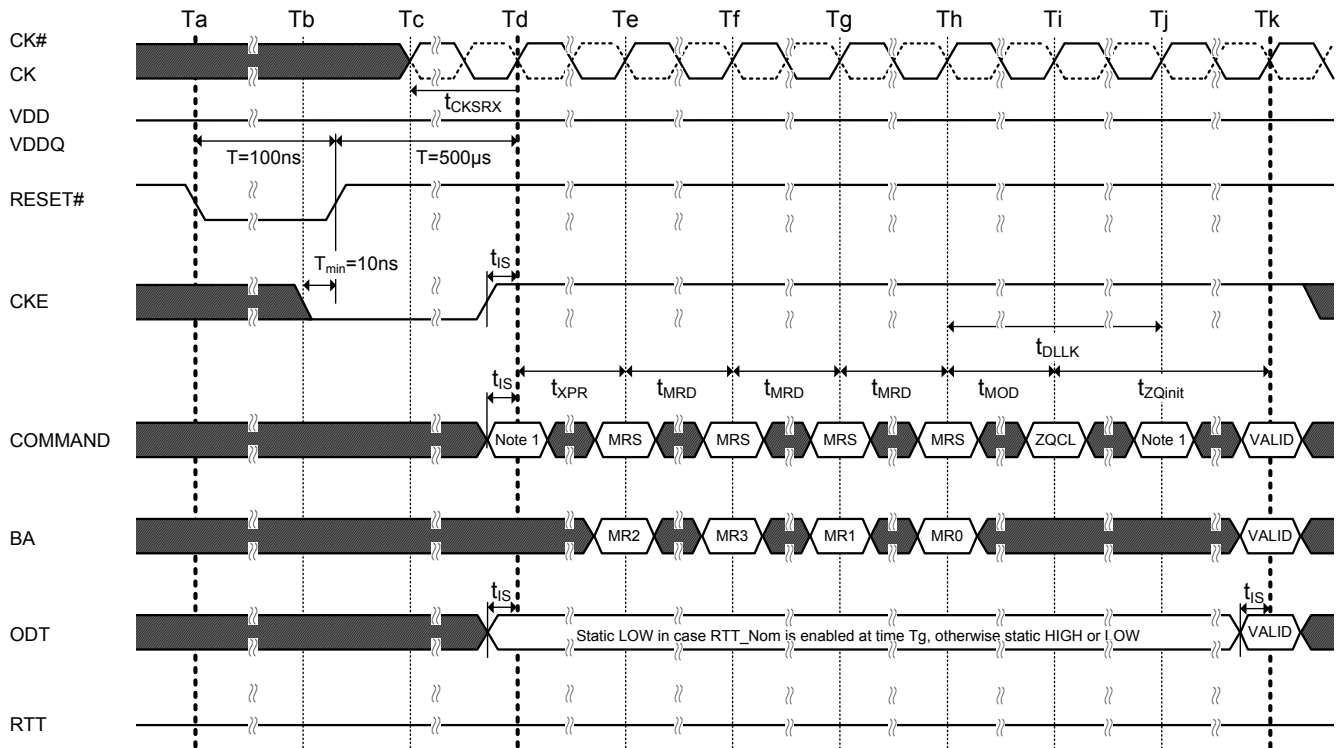 Ta Tb Tc Td Te Tf Tg Th Ti Tj Tk
CK#
CK
tCKSRX
VDD
VDDQ
T=100ns T=500µs
RESET#
Tmin=10ns
tIS
CKE
tDLLK
tIS tXPR tMRD tMRD tMRD tMOD tZQinit
COMMAND Note 1 MRS MRS MRS MRS ZQCL Note 1 VALID
BA MR2 MR3 MR1 MR0 VALID
tIS tIS
ODT Static LOW in case RTT_Nom is enabled at time Tg, otherwise static HIGH or LOW VALID
RTT